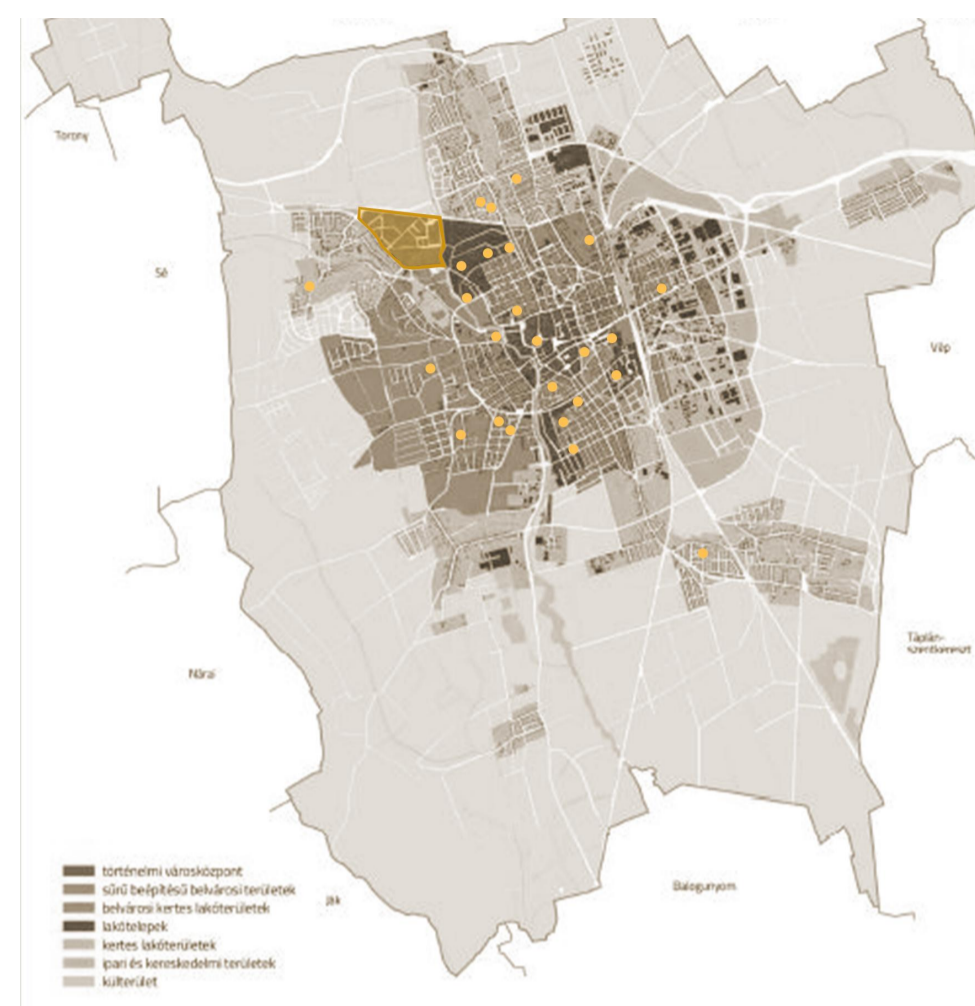 Torony
Sé
Vép
Táplán-
szentkereszt
Nárai
történelmi városközpont
sűrű beépítésű belvárosi területek
belvárosi kertes lakóterületek
lakótelepek
kertes lakóterületek
ipari és kereskedelmi területek
külterület
Ják
Balogunyom